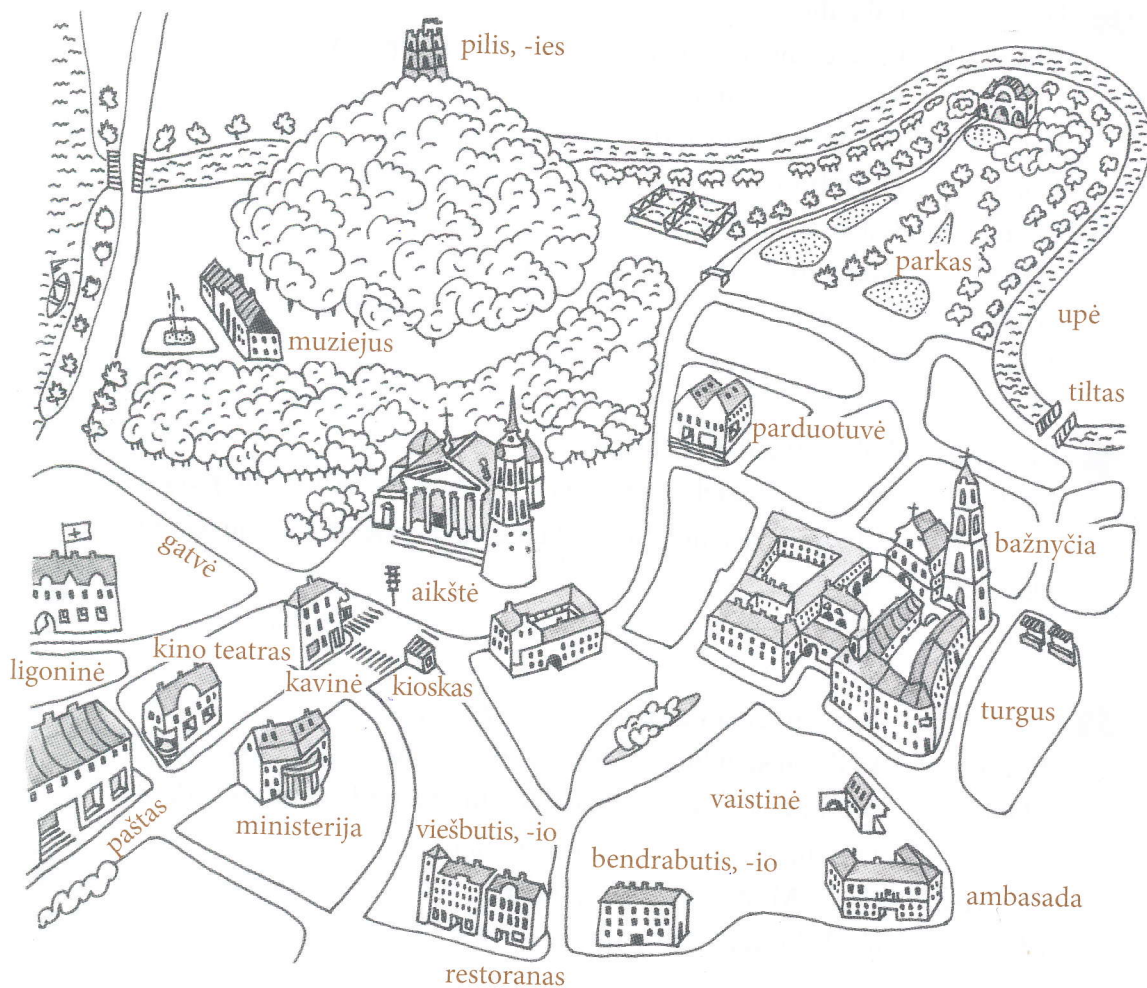 pilis, -ies
parkas
upė
muziejus
tiltas
parduotuvė
bažnyčia
gatvė
aikštė
kino teatras
ligoninė
kavinė
kioskas
turgus
vaistinė
paštas
ministerija
viešbutis, -io
bendrabutis, -io
ambasada
restoranas